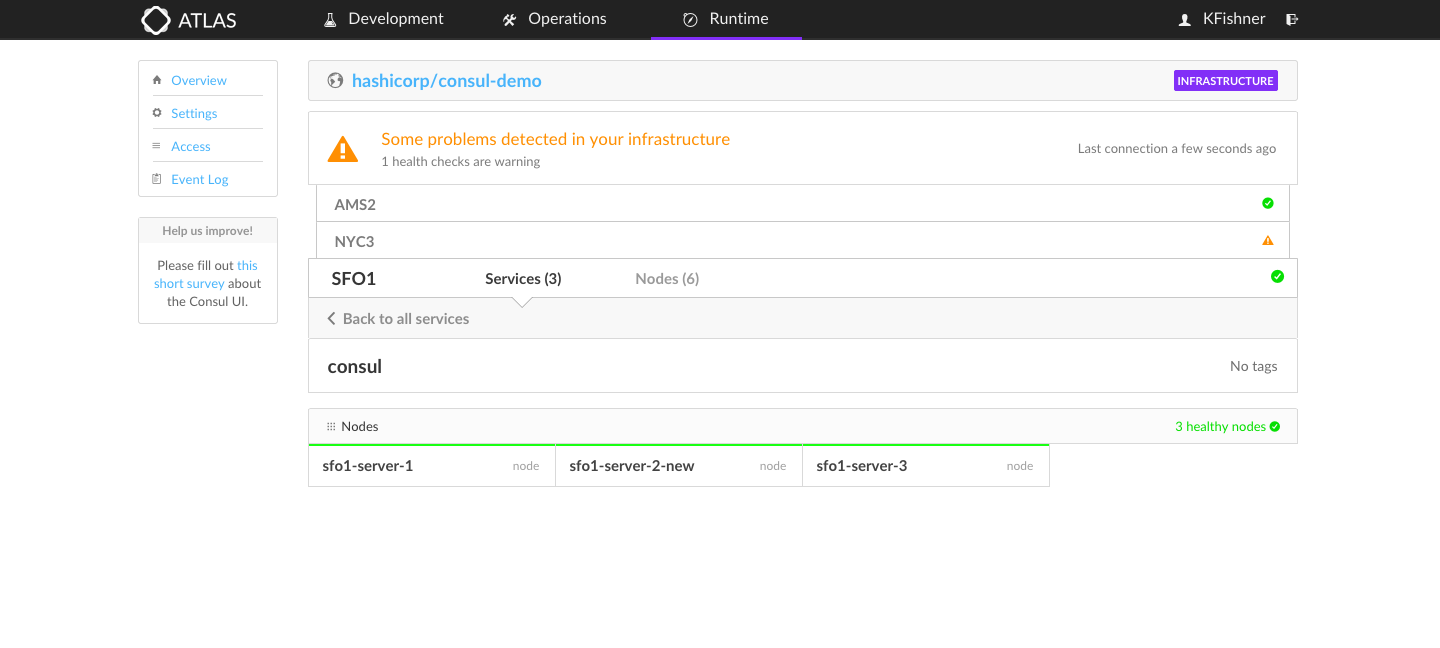 ATLAS
Development
Operations
Runtime
KFishner
Overview
Settings
Access
Event Log
Help us improve!
Please fill out this
short survey about
the Consul UI.
hashicorp/consul-demo
INFRASTRUCTURE
Some problems detected in your infrastructure
1 health checks are warning
Last connection a few seconds ago
AMS2
NYC3
SFO1
Services (3)
Nodes (6)
Back to all services
consul
No tags
Nodes
3 healthy nodes
sfo1-server-1
node
sfo1-server-2-new
node
sfo1-server-3
node